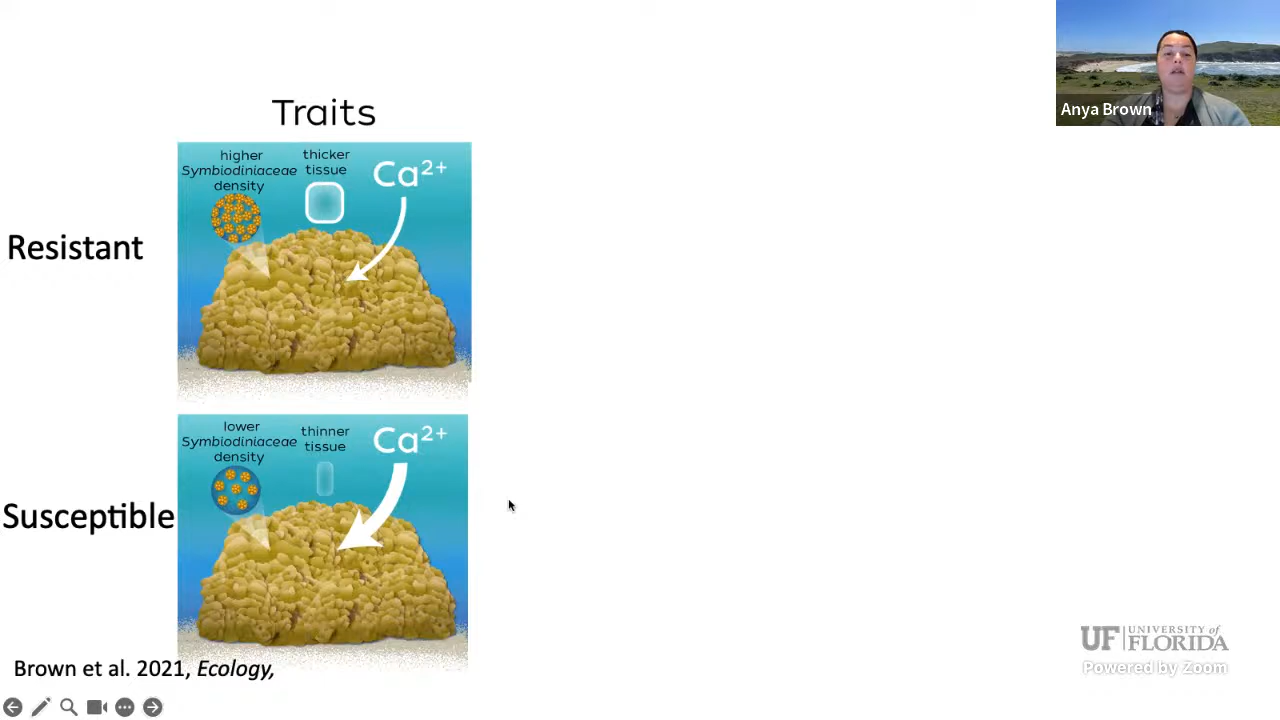 Traits
higher
Symbiodiniaceae
density
thicker
tissue
Ca²⁺
Resistant
lower
Symbiodiniaceae
density
thinner
tissue
Ca²⁺
Susceptible
Brown et al. 2021, Ecology,
Anya Brown
UF UNIVERSITY of
FLORIDA
Powered by Zoom